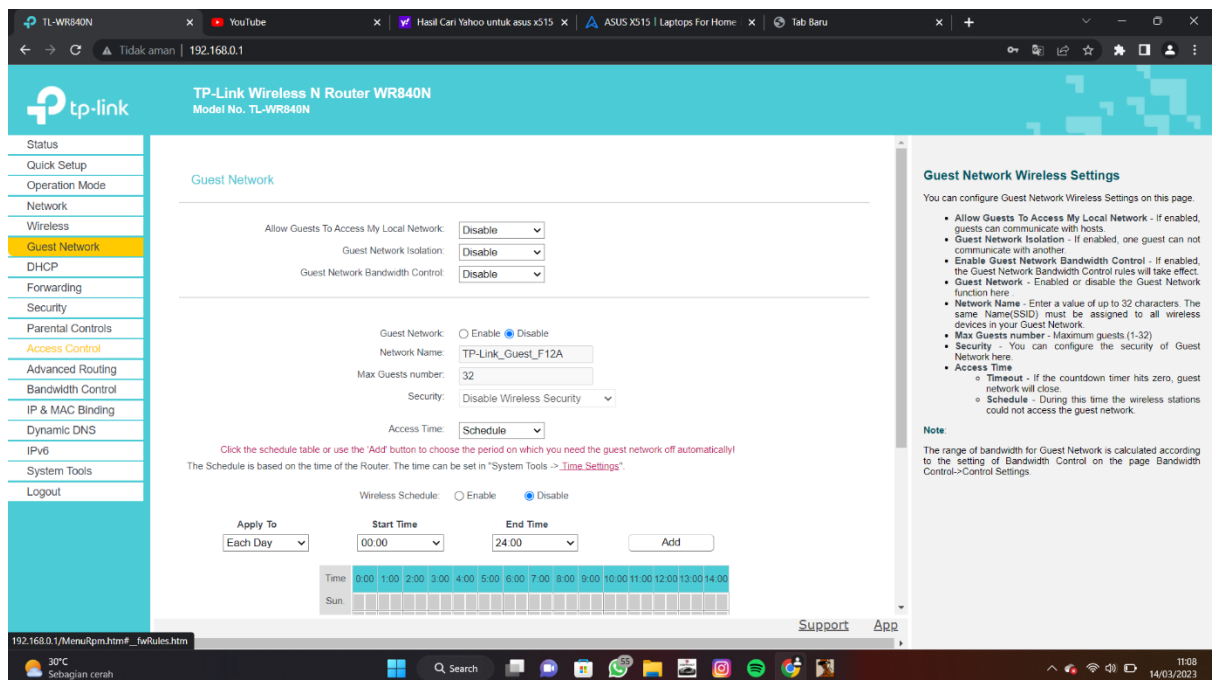 TL-WR840N
YouTube
Hasil Cari Yahoo untuk asus x515
ASUS X515 | Laptops For Home
Tab Baru
Tidak aman | 192.168.0.1
tp-link
TP-Link Wireless N Router WR840N
Model No. TL-WR840N
Status
Quick Setup
Operation Mode
Network
Wireless
Guest Network
DHCP
Forwarding
Security
Parental Controls
Access Control
Advanced Routing
Bandwidth Control
IP & MAC Binding
Dynamic DNS
IPv6
System Tools
Logout
Guest Network
Allow Guests To Access My Local Network: Disable
Guest Network Isolation: Disable
Guest Network Bandwidth Control: Disable
Guest Network: Enable Disable
Network Name: TP-Link_Guest_F12A
Max Guests number: 32
Security: Disable Wireless Security
Access Time: Schedule
Click the schedule table or use the 'Add' button to choose the period on which you need the guest network off automatically!
The Schedule is based on the time of the Router. The time can be set in "System Tools -> Time Settings".
Wireless Schedule: Enable Disable
Apply To Start Time End Time
Each Day 00:00 24:00 Add
Time 0:00 1:00 2:00 3:00 4:00 5:00 6:00 7:00 8:00 9:00 10:00 11:00 12:00 13:00 14:00
Sun.
Support App
Guest Network Wireless Settings
You can configure Guest Network Wireless Settings on this page.
• Allow Guests To Access My Local Network - If enabled,
guests can communicate with hosts.
• Guest Network Isolation - If enabled, one guest can not
communicate with another.
• Enable Guest Network Bandwidth Control - If enabled,
the Guest Network Bandwidth Control rules will take effect.
• Guest Network - Enabled or disable the Guest Network
function here .
• Network Name - Enter a value of up to 32 characters. The
same Name(SSID) must be assigned to all wireless
devices in your Guest Network.
• Max Guests number - Maximum guests.(1-32)
• Security - You can configure the security of Guest
Network here.
• Access Time
○ Timeout - If the countdown timer hits zero, guest
network will close.
○ Schedule - During this time the wireless stations
could not access the guest network.
Note:
The range of bandwidth for Guest Network is calculated according
to the setting of Bandwidth Control on the page Bandwidth
Control->Control Settings.
192.168.0.1/MenuRpm.htm#__fwRules.htm
30°C
Sebagian cerah
Search
55
11:08
14/03/2023